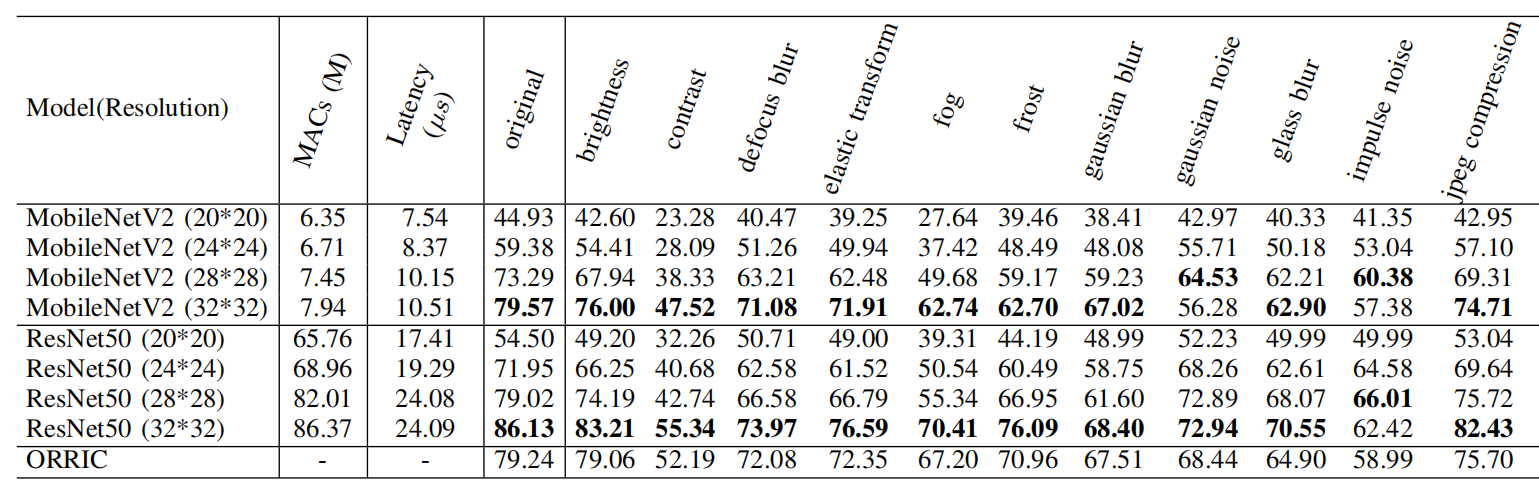 Model(Resolution) MACs (M) Latency (μs) original brightness contrast defocus blur elastic transform fog frost gaussian blur gaussian noise glass blur impulse noise jpeg compression
MobileNetV2 (20*20) 6.35 7.54 44.93 42.60 23.28 40.47 39.25 27.64 39.46 38.41 42.97 40.33 41.35 42.95
MobileNetV2 (24*24) 6.71 8.37 59.38 54.41 28.09 51.26 49.94 37.42 48.49 48.08 55.71 50.18 53.04 57.10
MobileNetV2 (28*28) 7.45 10.15 73.29 67.94 38.33 63.21 62.48 49.68 59.17 59.23 64.53 62.21 60.38 69.31
MobileNetV2 (32*32) 7.94 10.51 79.57 76.00 47.52 71.08 71.91 62.74 62.70 67.02 56.28 62.90 57.38 74.71
ResNet50 (20*20) 65.76 17.41 54.50 49.20 32.26 50.71 49.00 39.31 44.19 48.99 52.23 49.99 49.99 53.04
ResNet50 (24*24) 68.96 19.29 71.95 66.25 40.68 62.58 61.52 50.54 60.49 58.75 68.26 62.61 64.58 69.64
ResNet50 (28*28) 82.01 24.08 79.02 74.19 42.74 66.58 66.79 55.34 66.95 61.60 72.89 68.07 66.01 75.72
ResNet50 (32*32) 86.37 24.09 86.13 83.21 55.34 73.97 76.59 70.41 76.09 68.40 72.94 70.55 62.42 82.43
ORRIC - - 79.24 79.06 52.19 72.08 72.35 67.20 70.96 67.51 68.44 64.90 58.99 75.70